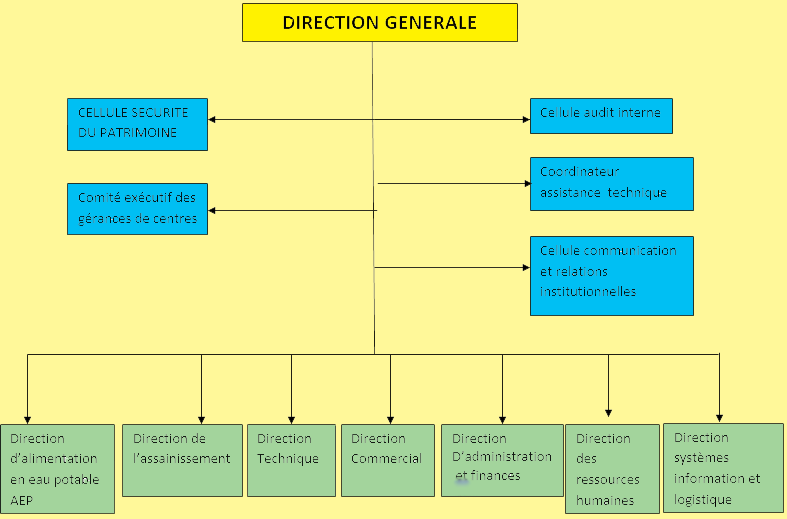 DIRECTION GENERALE
CELLULE SECURITE
DU PATRIMOINE
Cellule audit interne
Coordinateur
assistance technique
Comité exécutif des
gérances de centres
Cellule communication
et relations
institutionnelles
Direction
d'alimentation
en eau potable
AEP
Direction de
l'assainissement
Direction
Technique
Direction
Commercial
Direction
D'administration
et finances
Direction
des
ressources
humaines
Direction
systèmes
information et
logistique